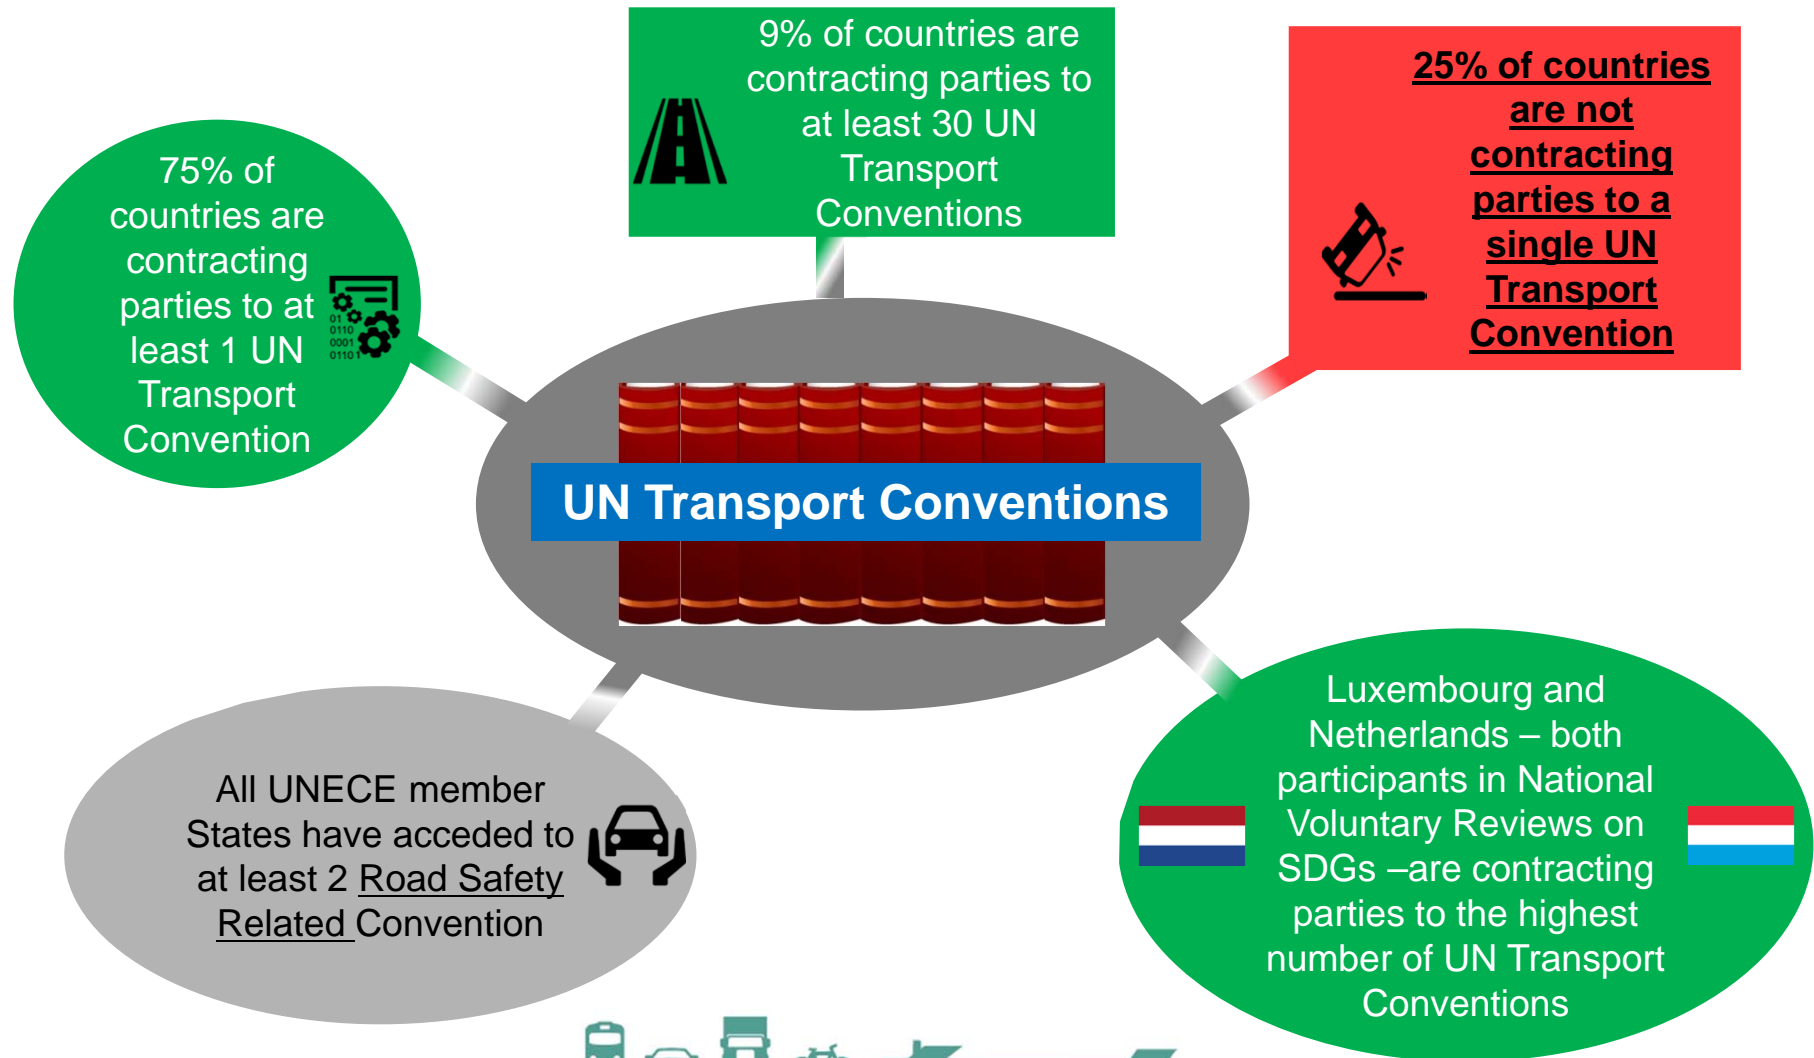 9% of countries are
contracting parties to
at least 30 UN
Transport
Conventions
25% of countries
are not
contracting
parties to a
single UN
Transport
Convention
75% of
countries are
contracting
parties to at
least 1 UN
Transport
Convention
01
0110
0001
01101
UN Transport Conventions
All UNECE member
States have acceded to
at least 2 Road Safety
Related Convention
Luxembourg and
Netherlands – both
participants in National
Voluntary Reviews on
SDGs –are contracting
parties to the highest
number of UN Transport
Conventions